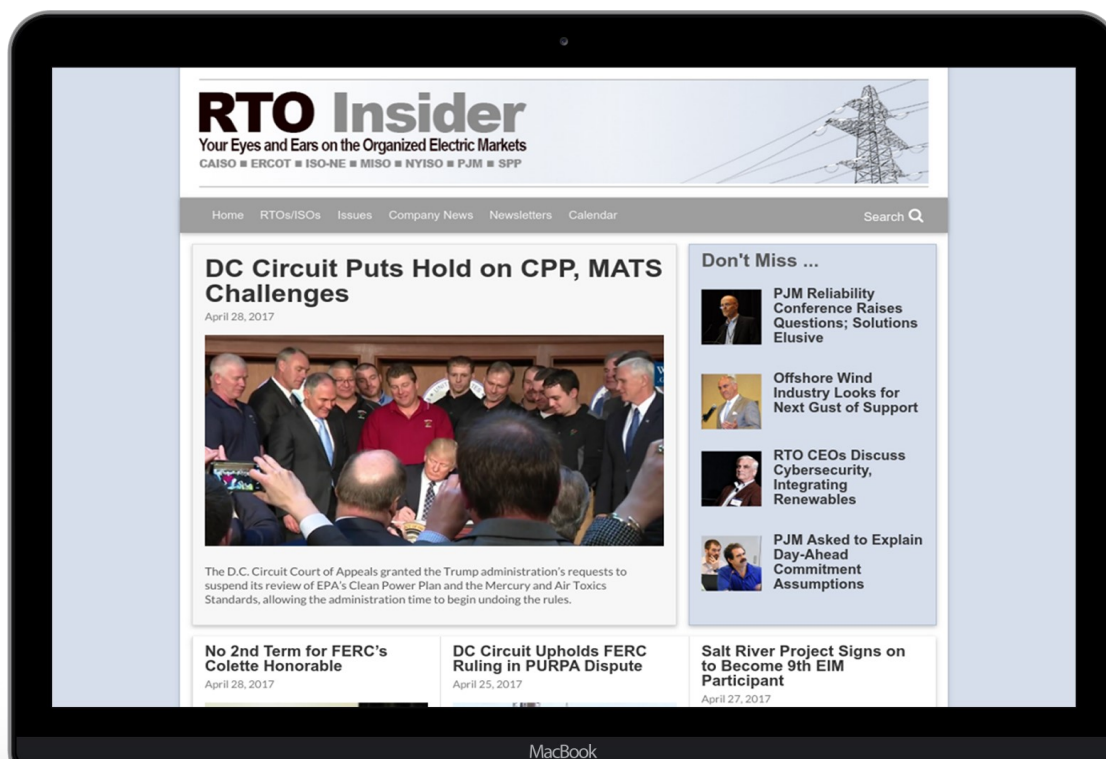 RTO Insider
Your Eyes and Ears on the Organized Electric Markets
CAISO ■ ERCOT ■ ISO-NE ■ MISO ■ NYISO ■ PJM ■ SPP
Home RTOs/ISOs Issues Company News Newsletters Calendar Search
DC Circuit Puts Hold on CPP, MATS
Challenges
April 28, 2017
The D.C. Circuit Court of Appeals granted the Trump administration's requests to
suspend its review of EPA's Clean Power Plan and the Mercury and Air Toxics
Standards, allowing the administration time to begin undoing the rules.
Don't Miss ...
PJM Reliability
Conference Raises
Questions; Solutions
Elusive
Offshore Wind
Industry Looks for
Next Gust of Support
RTO CEOs Discuss
Cybersecurity,
Integrating
Renewables
PJM Asked to Explain
Day-Ahead
Commitment
Assumptions
No 2nd Term for FERC's
Colette Honorable
April 28, 2017
DC Circuit Upholds FERC
Ruling in PURPA Dispute
April 25, 2017
Salt River Project Signs on
to Become 9th EIM
Participant
April 27, 2017
MacBook